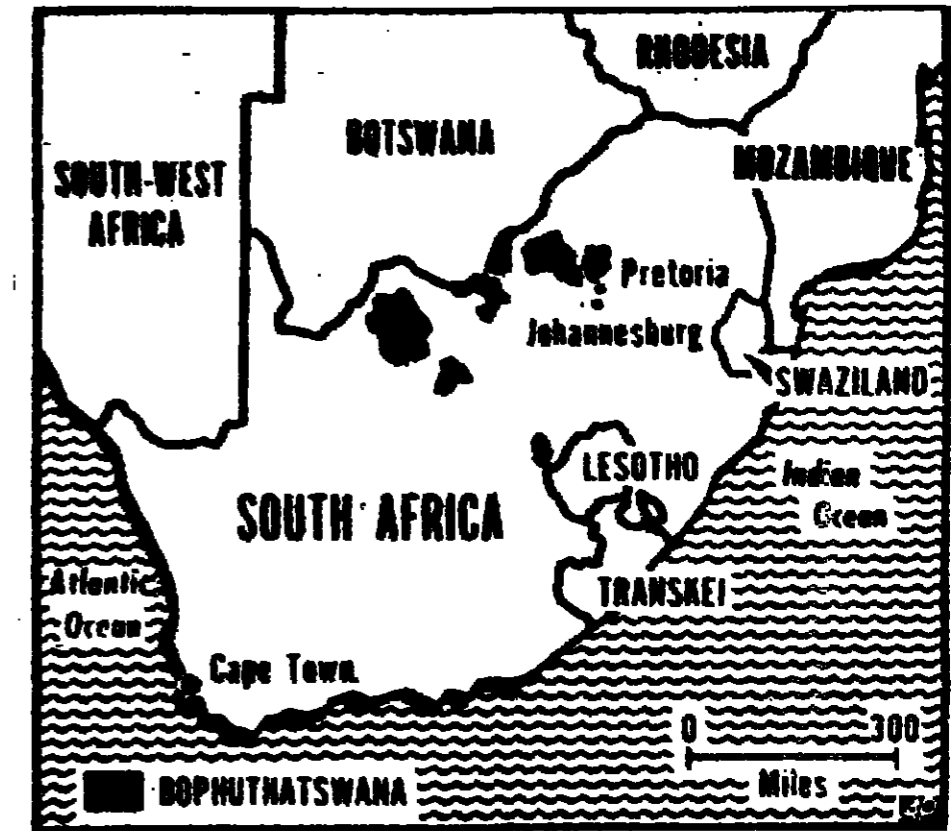 RHODESIA
BOTSWANA
MOZAMBIQUE
SOUTH-WEST
AFRICA
Pretoria
Johannesburg
SWAZILAND
LESOTHO
Indian
Ocean
SOUTH AFRICA
Atlantic
Ocean
TRANSKEI
Cape Town
0 300
Miles
BOPHUTHATSWANA